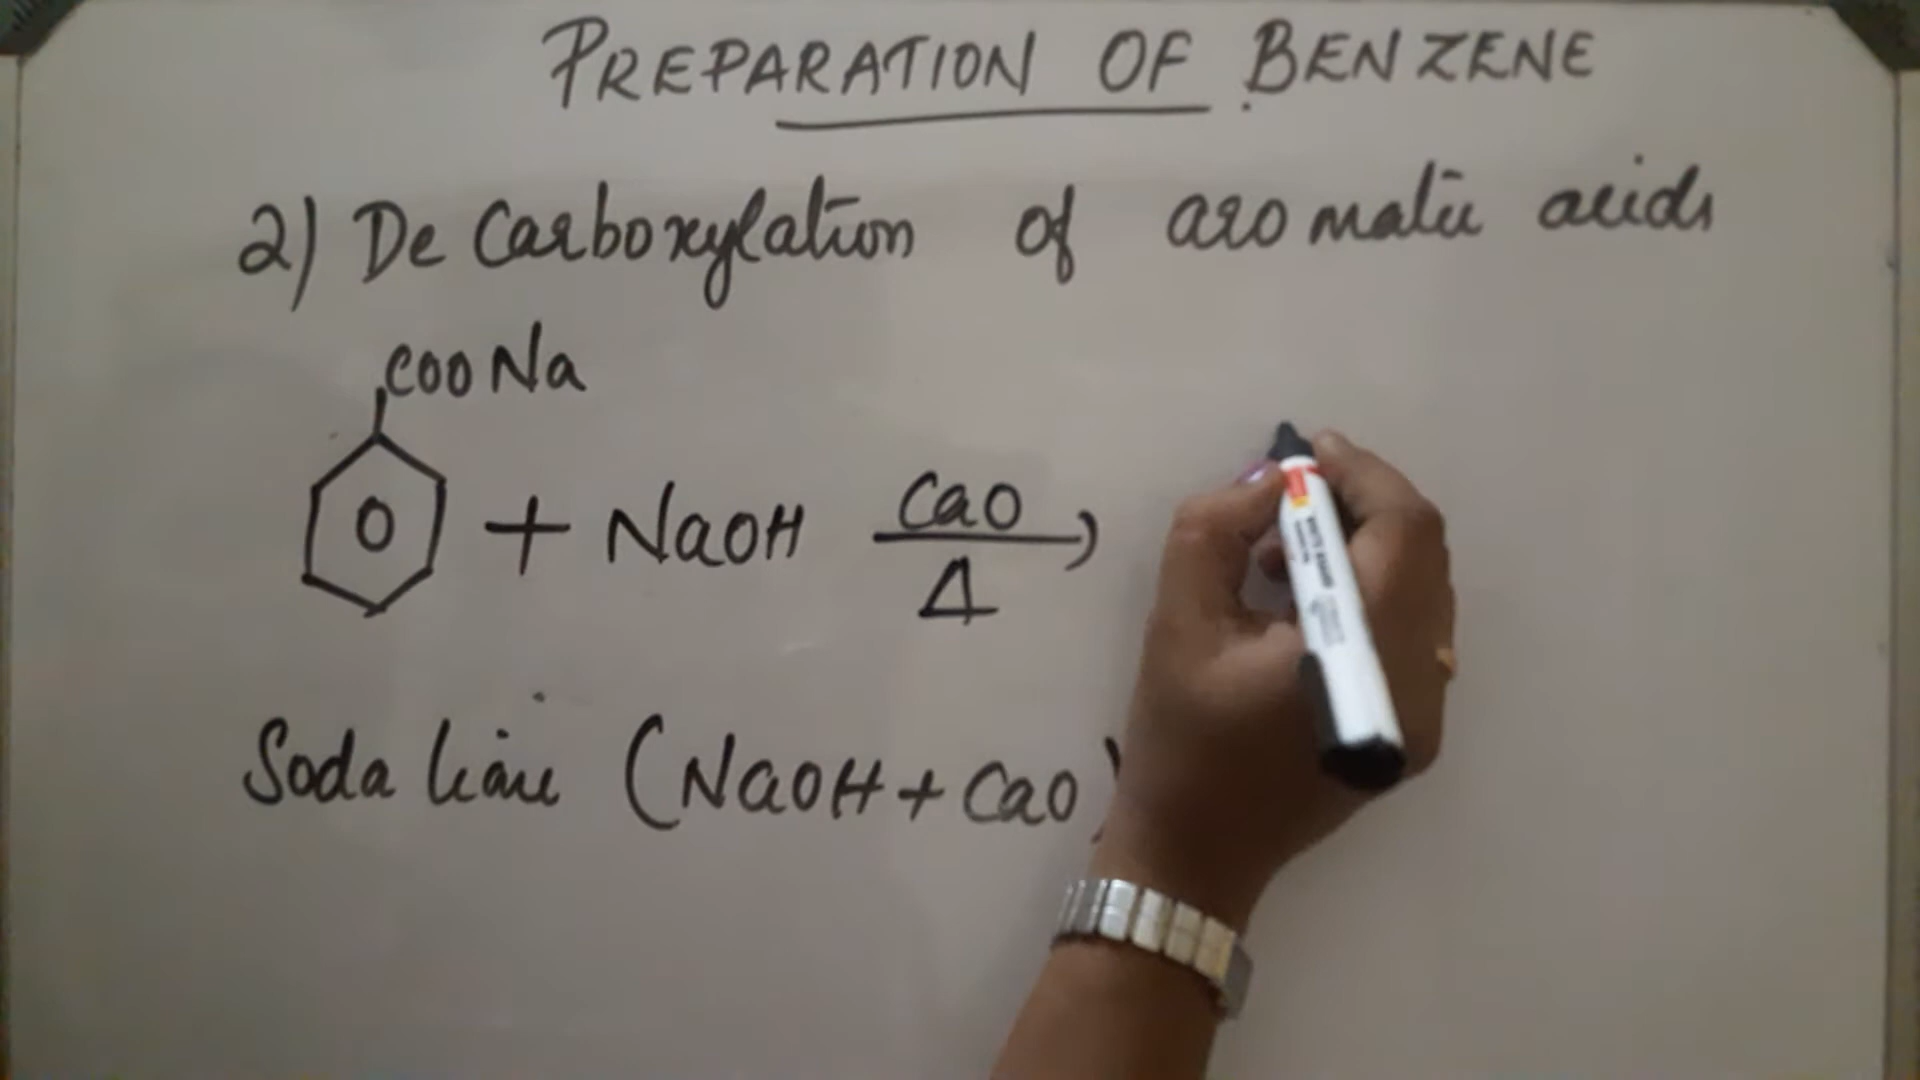 PREPARATION OF BENZENE
2) De Carboxylation of aromatic acids
COONa
+ NaOH CaO
Δ
Soda lime (NaOH + CaO)